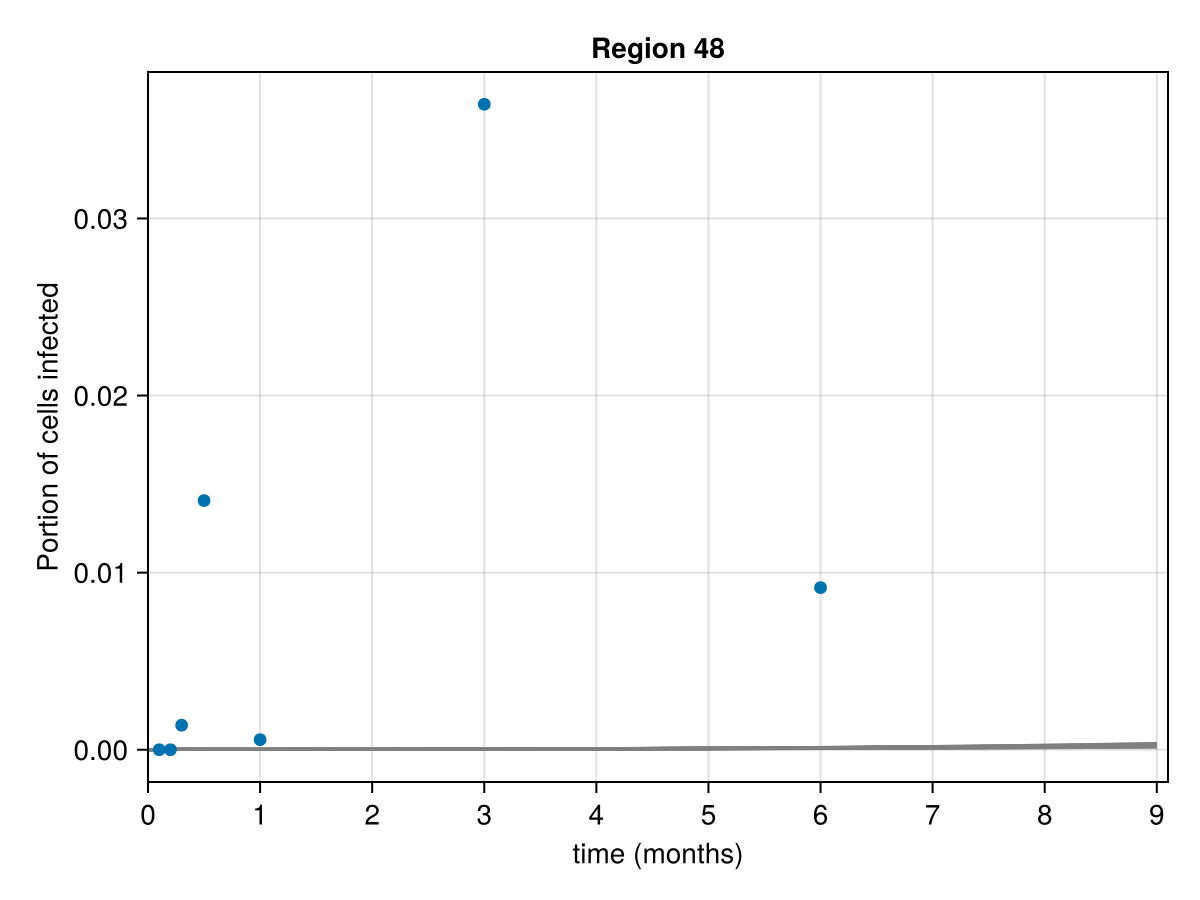 Region 48
Portion of cells infected
0.03
0.02
0.01
0.00
0 1 2 3 4 5 6 7 8 9
time (months)